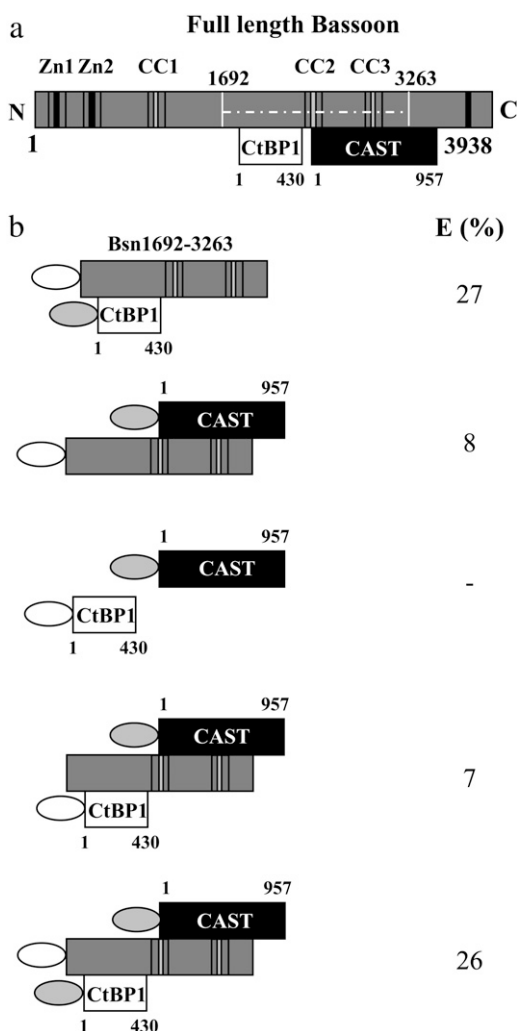 a
Full length Bassoon
Zn1 Zn2 CC1 1692 CC2 CC3 3263
N C
1 CtBP1 CAST 3938
1 430 1 957
b
E (%)
Bsn1692-3263
27
CtBP1
1 430
1 957
CAST
8
1 957
CAST
-
CtBP1
1 430
1 957
CAST
7
CtBP1
1 430
1 957
CAST
26
CtBP1
1 430